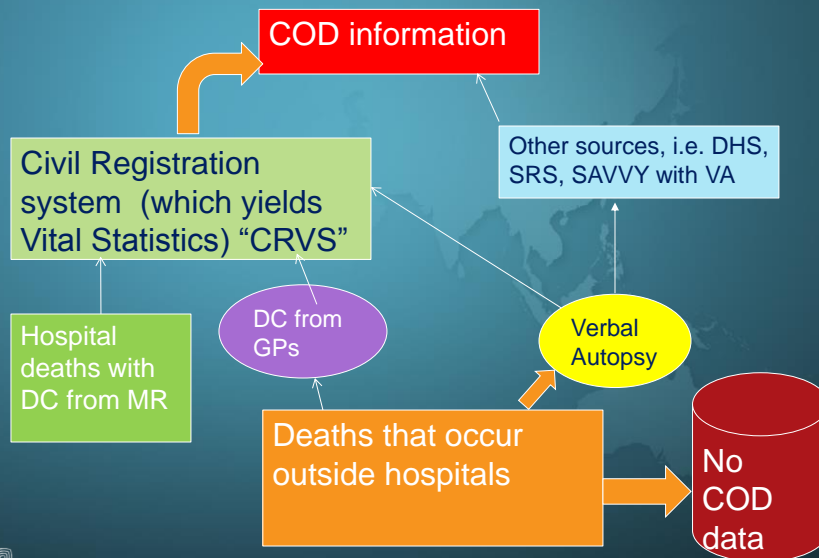 COD information
Other sources, i.e. DHS,
SRS, SAVVY with VA
Civil Registration
system (which yields
Vital Statistics) “CRVS”
Hospital
deaths with
DC from MR
DC from
GPs
Verbal
Autopsy
Deaths that occur
outside hospitals
No
COD
data